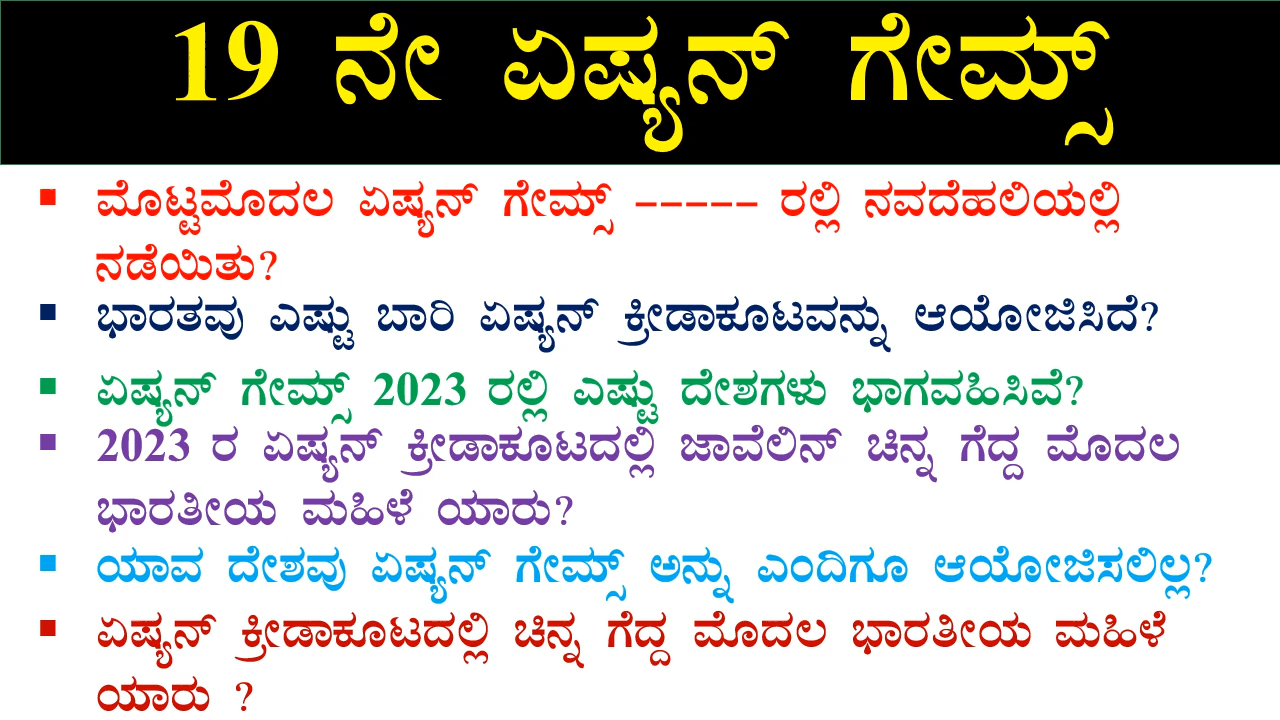 19 ನೇ ಏಷ್ಯನ್ ಗೇಮ್ಸ್
▪ ಮೊಟ್ಟಮೊದಲ ಏಷ್ಯನ್ ಗೇಮ್ಸ್ ----- ರಲ್ಲಿ ನವದೆಹಲಿಯಲ್ಲಿ
ನಡೆಯಿತು?
▪ ಭಾರತವು ಎಷ್ಟು ಬಾರಿ ಏಷ್ಯನ್ ಕ್ರೀಡಾಕೂಟವನ್ನು ಆಯೋಜಿಸಿದೆ?
▪ ಏಷ್ಯನ್ ಗೇಮ್ಸ್ 2023 ರಲ್ಲಿ ಎಷ್ಟು ದೇಶಗಳು ಭಾಗವಹಿಸಿವೆ?
▪ 2023 ರ ಏಷ್ಯನ್ ಕ್ರೀಡಾಕೂಟದಲ್ಲಿ ಜಾವೆಲಿನ್ ಚಿನ್ನ ಗೆದ್ದ ಮೊದಲ
ಭಾರತೀಯ ಮಹಿಳೆ ಯಾರು?
▪ ಯಾವ ದೇಶವು ಏಷ್ಯನ್ ಗೇಮ್ಸ್ ಅನ್ನು ಎಂದಿಗೂ ಆಯೋಜಿಸಲಿಲ್ಲ?
▪ ಏಷ್ಯನ್ ಕ್ರೀಡಾಕೂಟದಲ್ಲಿ ಚಿನ್ನ ಗೆದ್ದ ಮೊದಲ ಭಾರತೀಯ ಮಹಿಳೆ
ಯಾರು ?